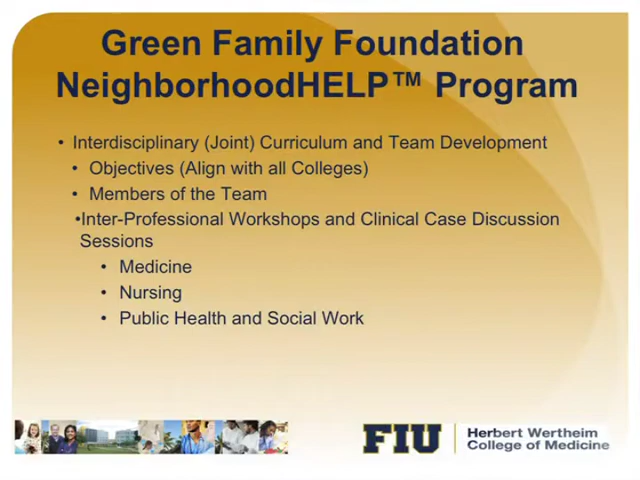 Green Family Foundation
NeighborhoodHELP™ Program
• Interdisciplinary (Joint) Curriculum and Team Development
• Objectives (Align with all Colleges)
• Members of the Team
•Inter-Professional Workshops and Clinical Case Discussion
Sessions
• Medicine
• Nursing
• Public Health and Social Work
FIU
Herbert Wertheim
College of Medicine